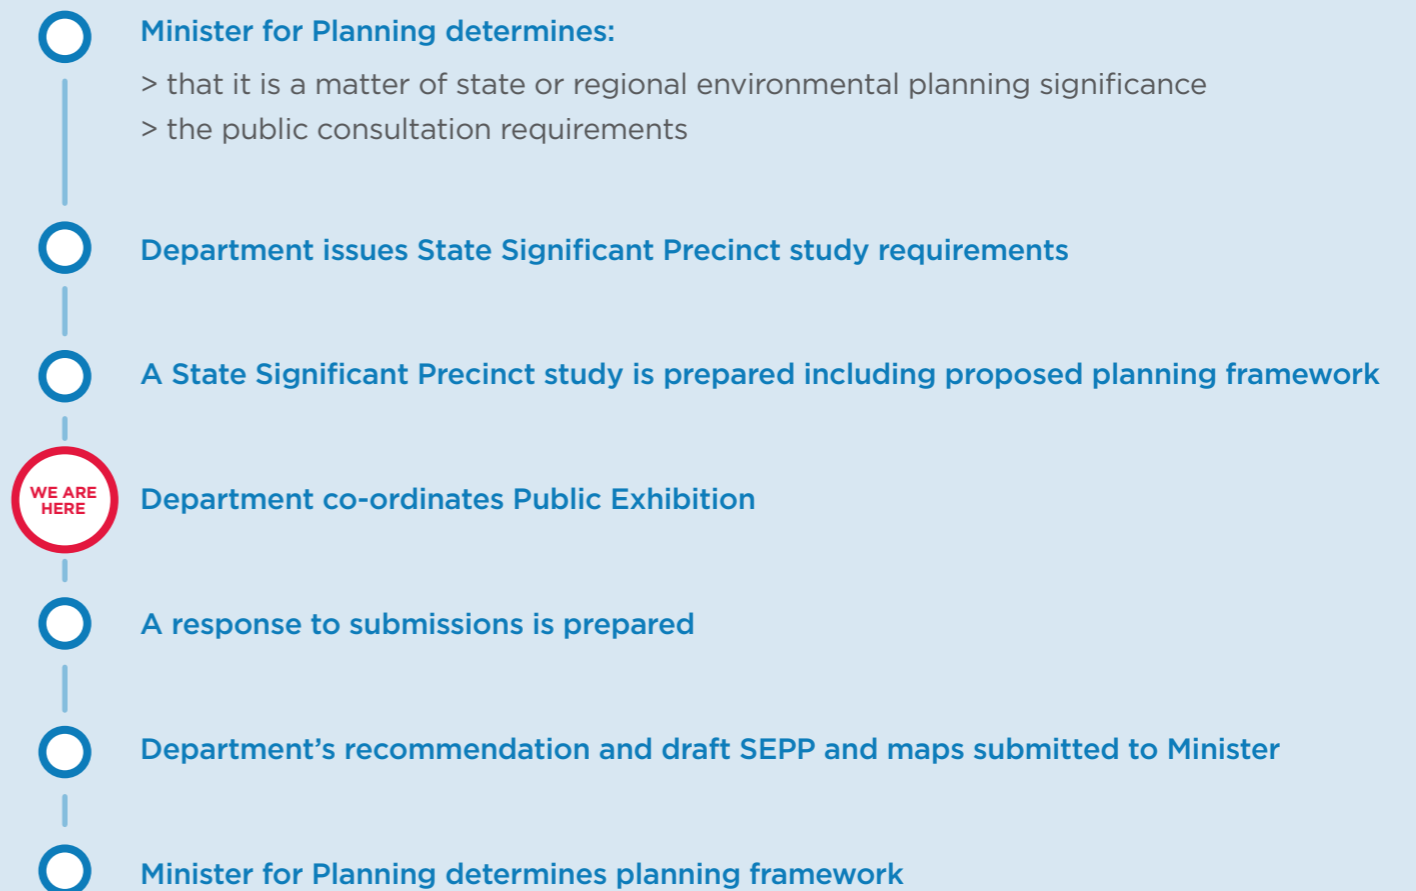 Minister for Planning determines:
> that it is a matter of state or regional environmental planning significance
> the public consultation requirements
Department issues State Significant Precinct study requirements
A State Significant Precinct study is prepared including proposed planning framework
WE ARE
HERE
Department co-ordinates Public Exhibition
A response to submissions is prepared
Department’s recommendation and draft SEPP and maps submitted to Minister
Minister for Planning determines planning framework